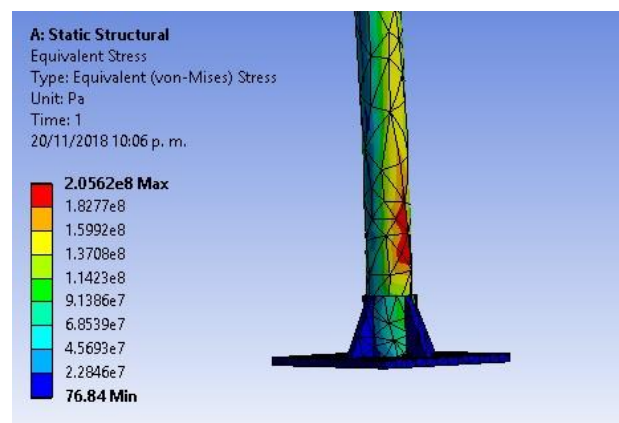 A: Static Structural
Equivalent Stress
Type: Equivalent (von-Mises) Stress
Unit: Pa
Time: 1
20/11/2018 10:06 p. m.
2.0562e8 Max
1.8277e8
1.5992e8
1.3708e8
1.1423e8
9.1386e7
6.8539e7
4.5693e7
2.2846e7
76.84 Min